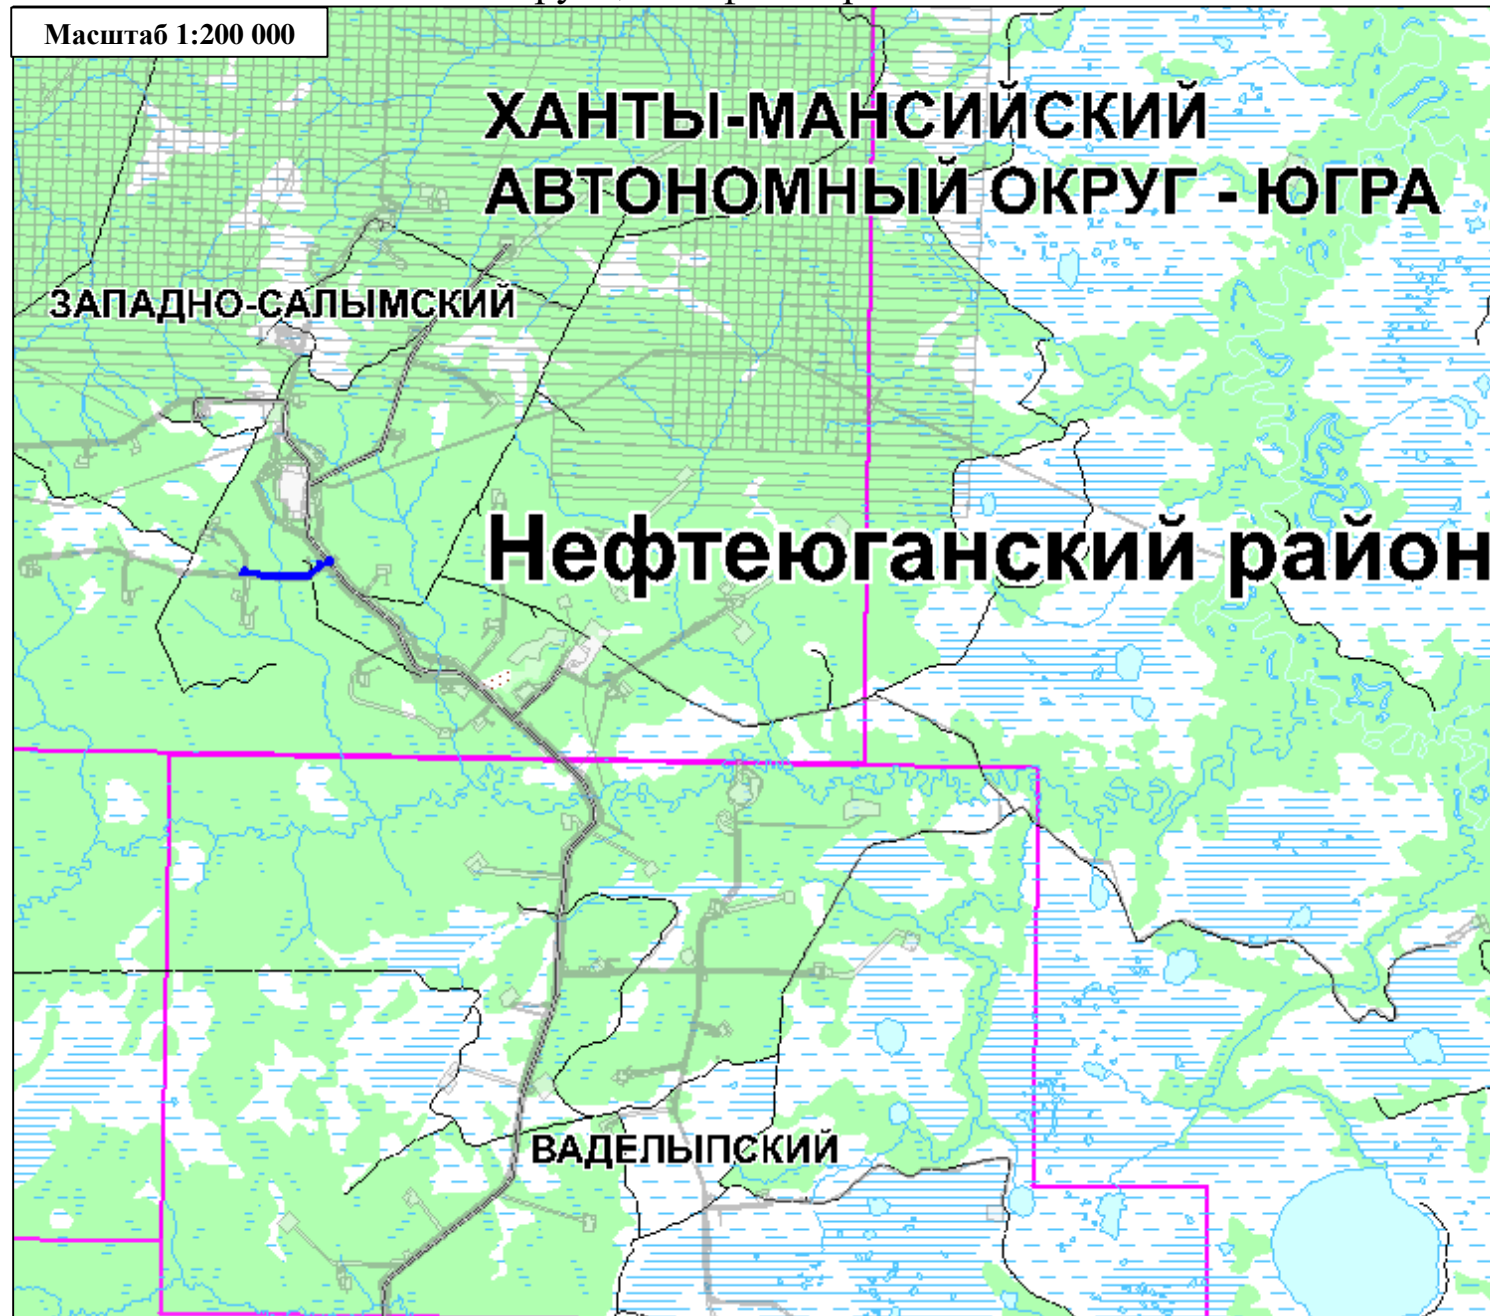 Масштаб 1:200 000
ХАНТЫ-МАНСИЙСКИЙ
АВТОНОМНЫЙ ОКРУГ - ЮГРА
ЗАПАДНО-САЛЫМСКИЙ
Нефтеюганский район
ВАДЕЛЫПСКИЙ